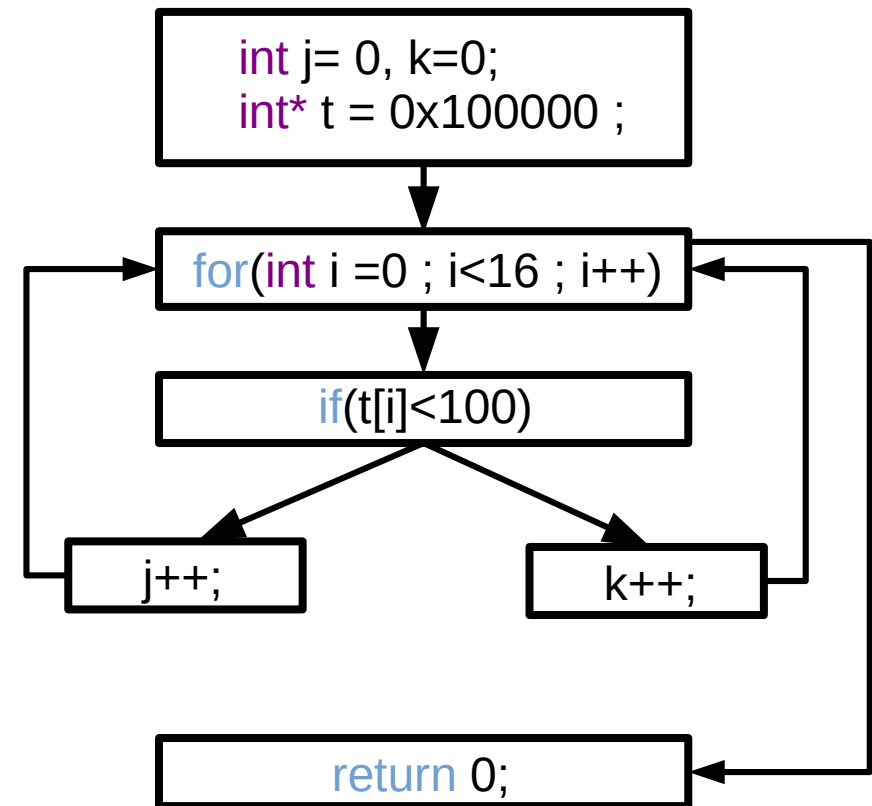 int j= 0, k=0;
int* t = 0x100000 ;
for(int i =0 ; i<16 ; i++)
if(t[i]<100)
j++;
k++;
return 0;